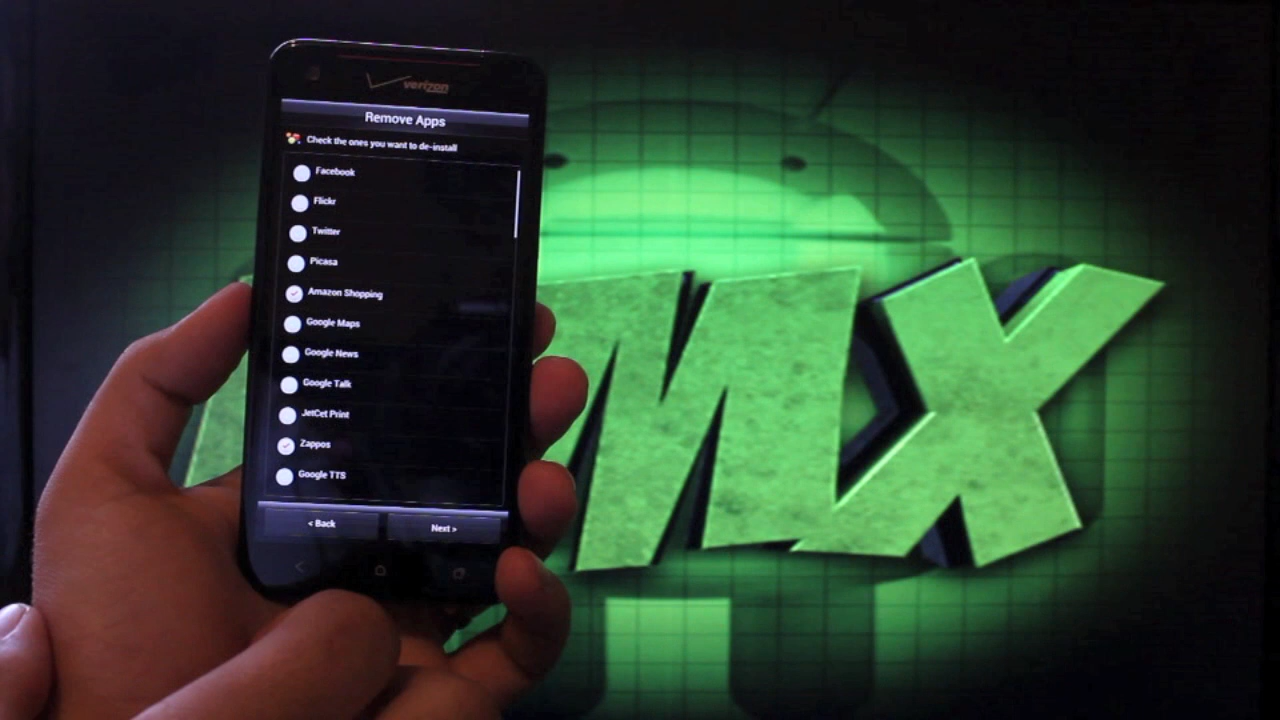 verizon
Remove Apps
Check the ones you want to de-install
Facebook
Flickr
Twitter
Picasa
Amazon Shopping
Google Maps
Google News
Google Talk
JetCet Print
Zappos
Google TTS
< Back
Next >
MX